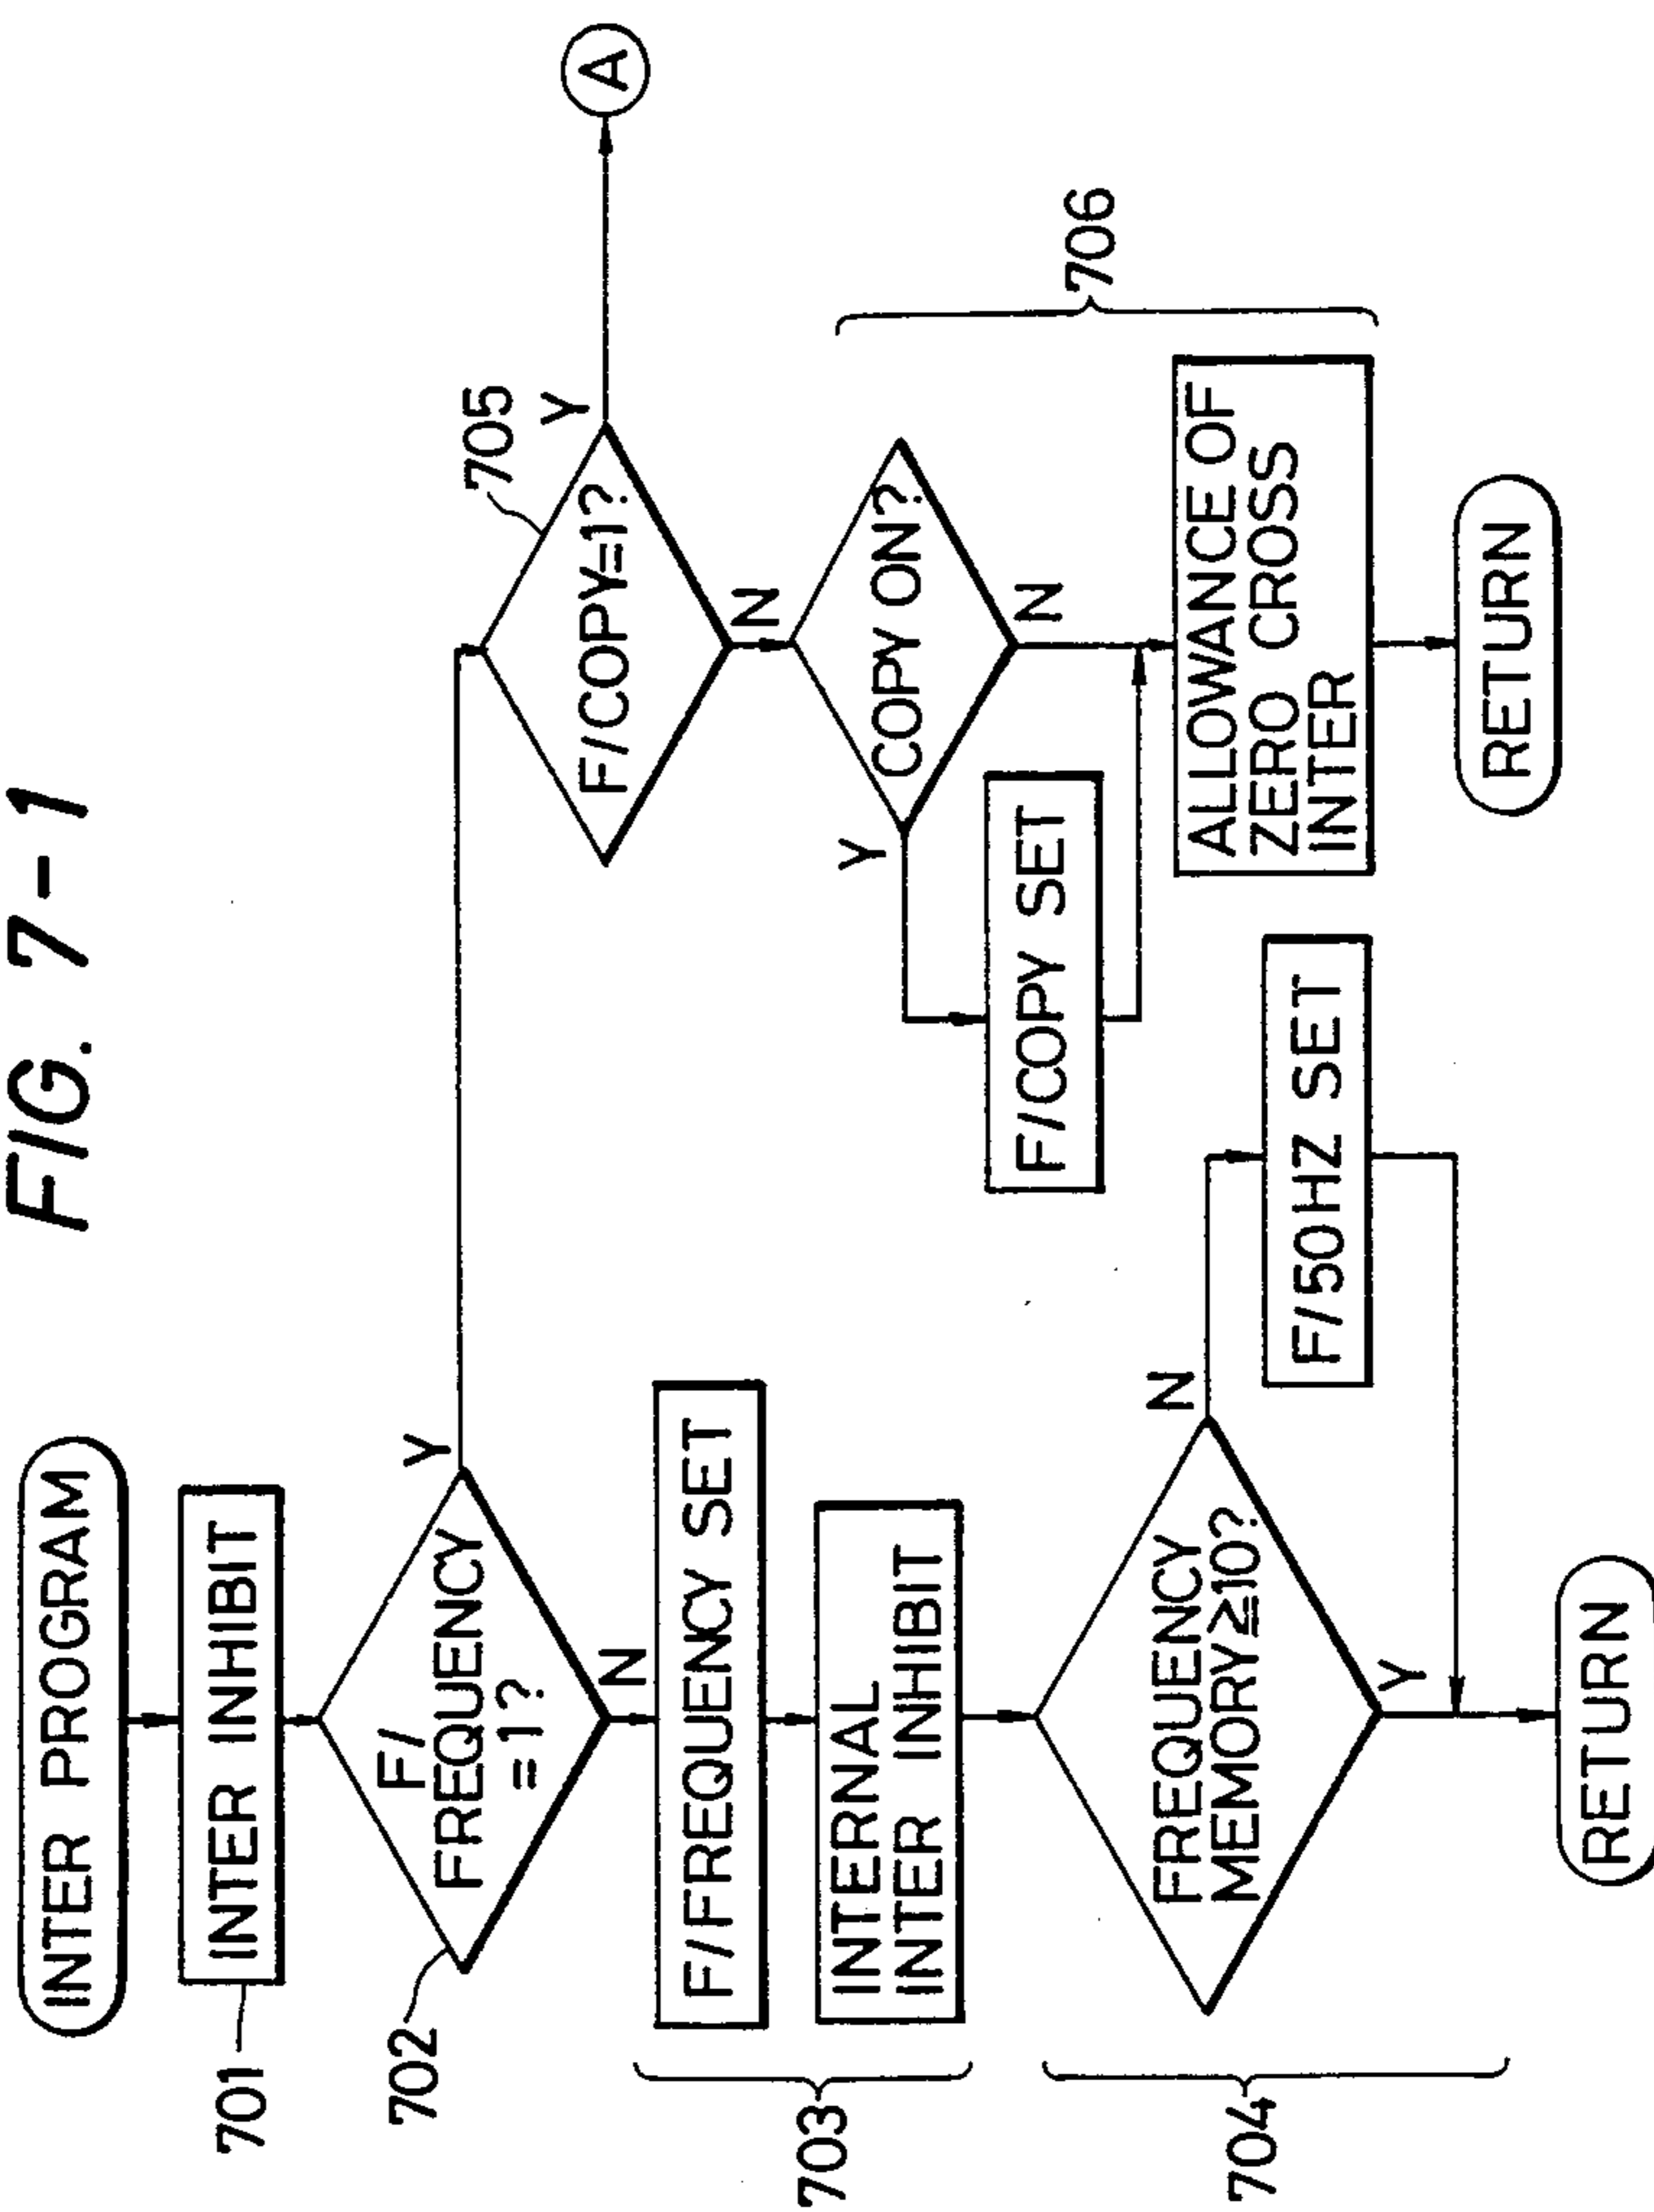 FIG. 7-1
INTER PROGRAM
701
INTER INHIBIT
702
F/
FREQUENCY
=1?
Y
N
703
F/FREQUENCY SET
INTERNAL
INTER INHIBIT
704
FREQUENCY
MEMORY≧10?
N
Y
F/50HZ SET
RETURN
705
F/COPY=1?
Y
A
N
706
COPY ON?
Y
N
F/COPY SET
ALLOWANCE OF
ZERO CROSS
INTER
RETURN